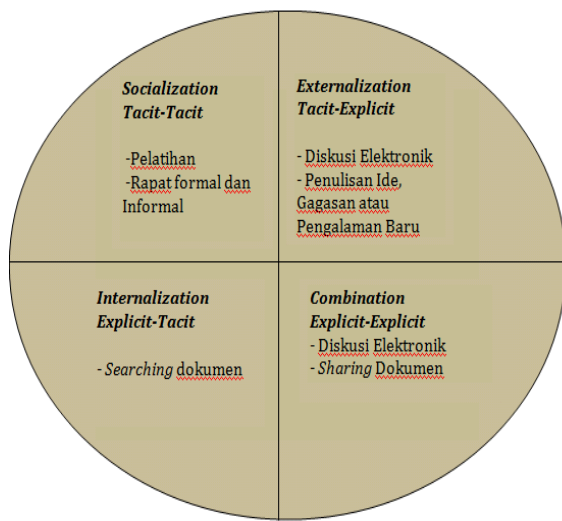 Socialization
Tacit-Tacit
-Pelatihan
-Rapat formal dan
Informal
Externalization
Tacit-Explicit
- Diskusi Elektronik
- Penulisan Ide,
Gagasan atau
Pengalaman Baru
Internalization
Explicit-Tacit
- Searching dokumen
Combination
Explicit-Explicit
- Diskusi Elektronik
- Sharing Dokumen